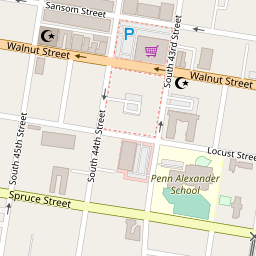 Sansom Street
P
Walnut Street
South 43rd Street
Walnut Street
South 44th Street
South 45th Street
Locust Street
Penn Alexander
School
Spruce Street